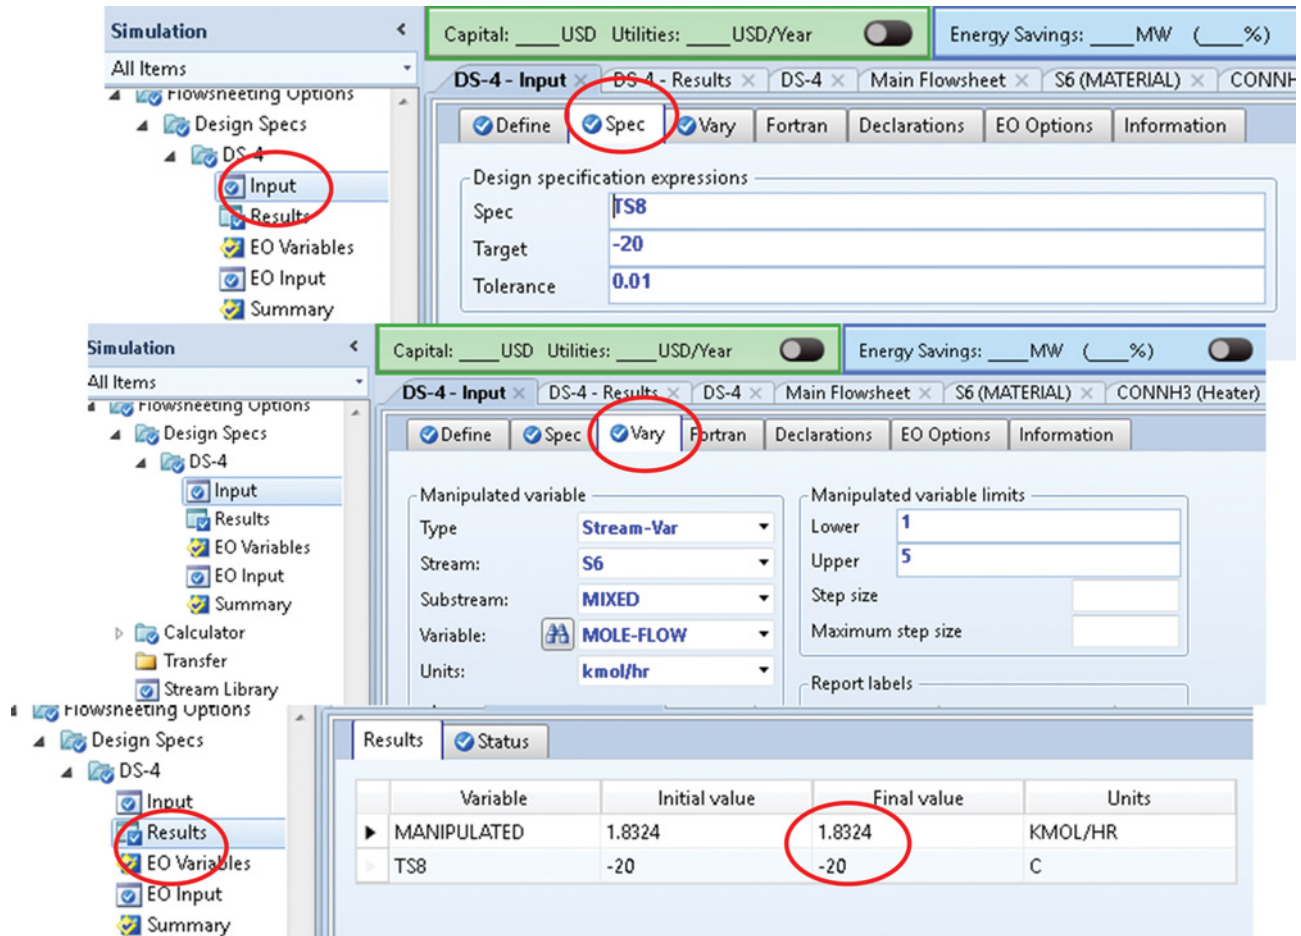 Simulation <
Capital: ____USD Utilities: ____USD/Year
Energy Savings: ____MW (___%)
All Items
DS-4 - Input × DS-4 - Results × DS-4 × Main Flowsheet × S6 (MATERIAL) × CONNH
Flowsheeting Options
Design Specs
DS-4
Input
Results
EO Variables
EO Input
Summary
Define Spec Vary Fortran Declarations EO Options Information
Design specification expressions
Spec TS8
Target -20
Tolerance 0.01
Simulation <
Capital: ____USD Utilities: ____USD/Year
Energy Savings: ____MW (___%)
All Items
DS-4 - Input × DS-4 - Results × DS-4 × Main Flowsheet × S6 (MATERIAL) × CONNH3 (Heater)
Flowsheeting Options
Design Specs
DS-4
Input
Results
EO Variables
EO Input
Summary
Calculator
Transfer
Stream Library
Define Spec Vary Fortran Declarations EO Options Information
Manipulated variable
Type Stream-Var
Stream: S6
Substream: MIXED
Variable: MOLE-FLOW
Units: kmol/hr
Manipulated variable limits
Lower 1
Upper 5
Step size
Maximum step size
Report labels
Flowsheeting Options
Design Specs
DS-4
Input
Results
EO Variables
EO Input
Summary
Results Status
Variable Initial value Final value Units
MANIPULATED 1.8324 1.8324 KMOL/HR
TS8 -20 -20 C